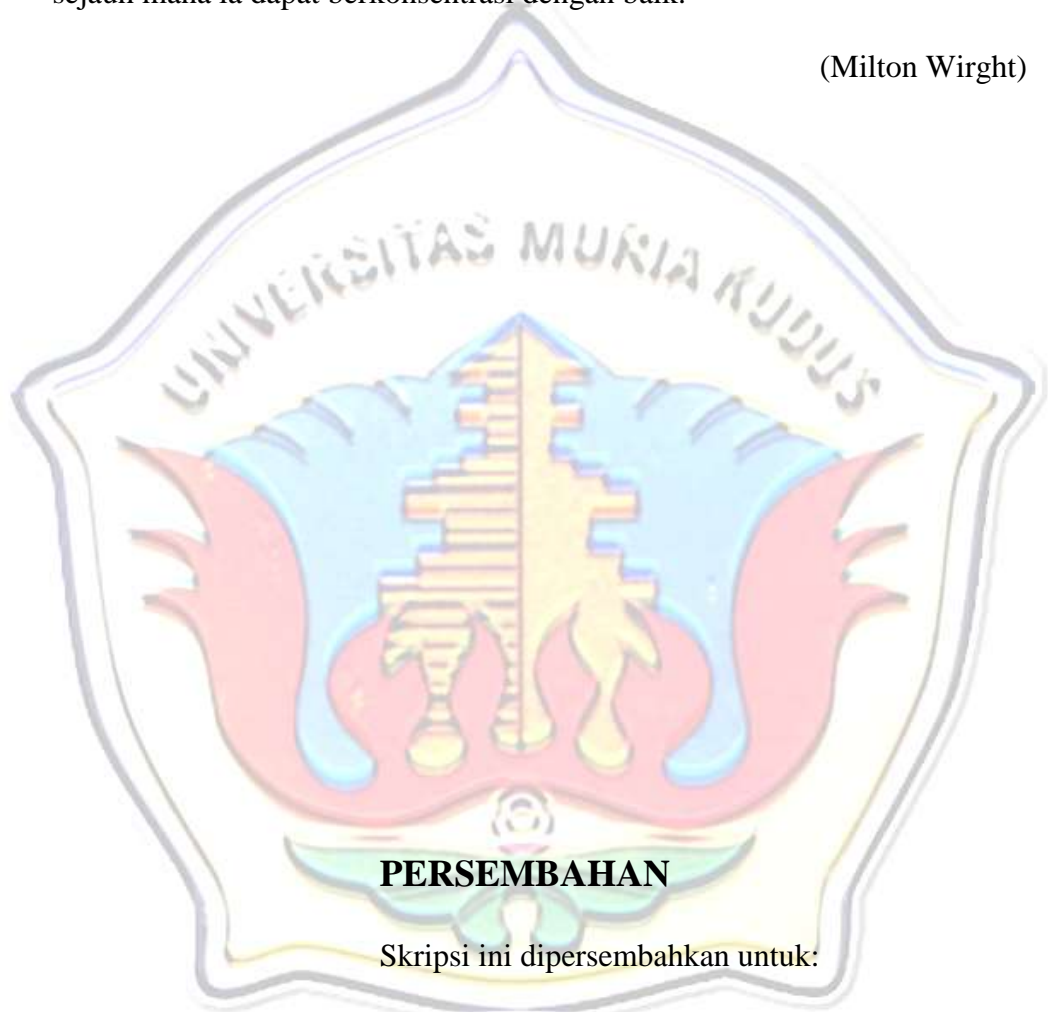 sejauh mana ia dapat berkonsentrasi dengan baik.
(Milton Wirght)
UNIVERSITAS MURIA KUDUS
PERSEMBAHAN
Skripsi ini dipersembahkan untuk: